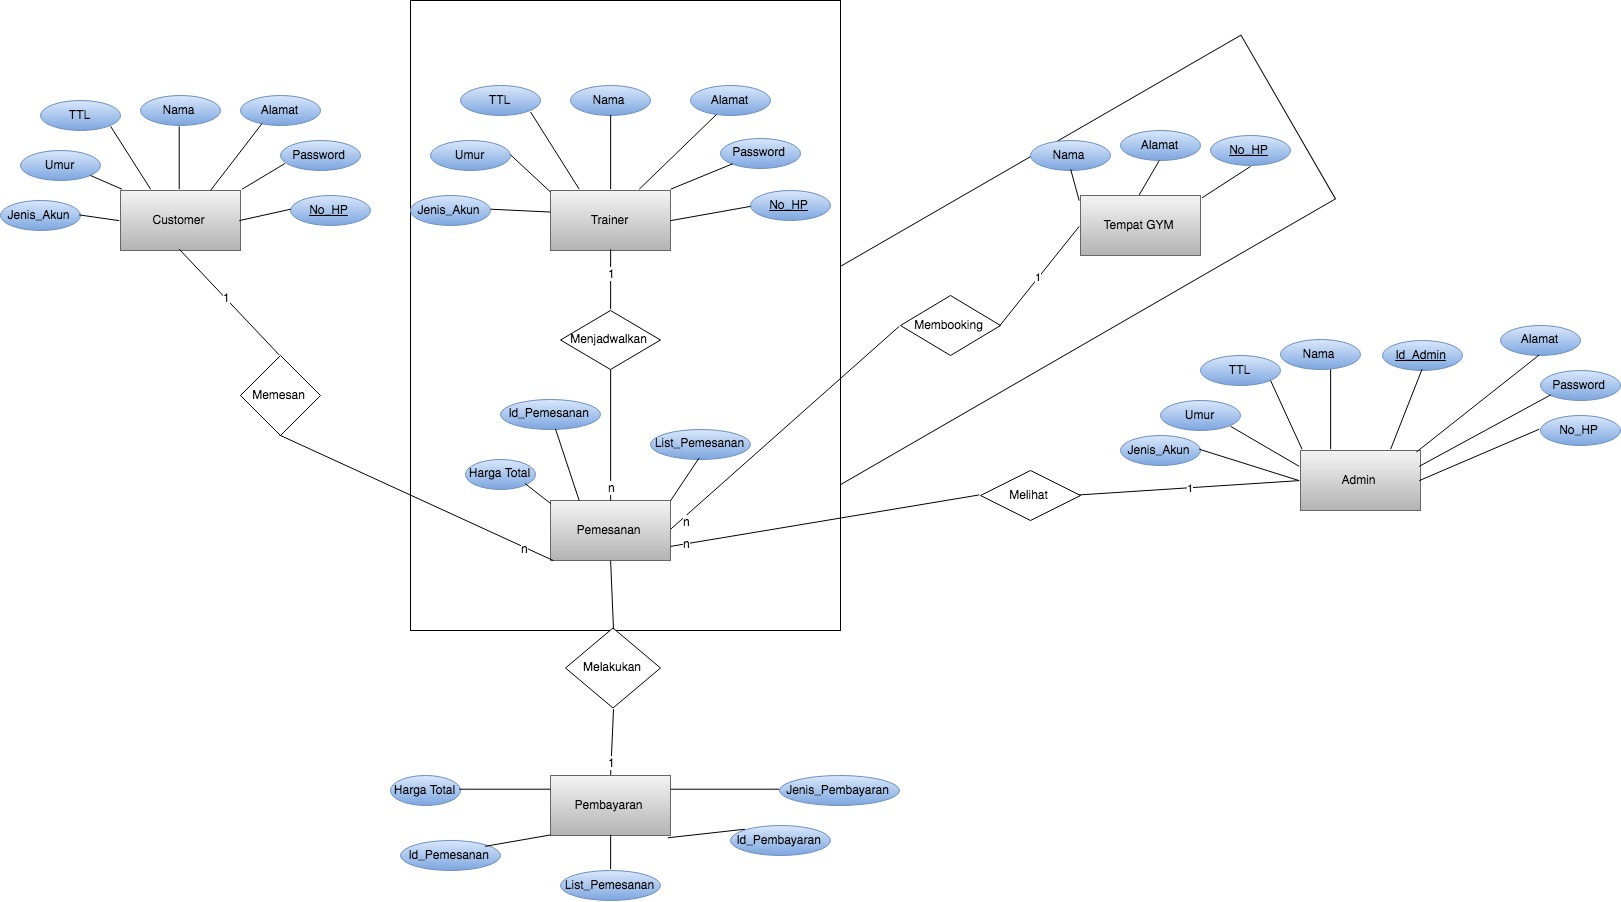 TTL
Nama
Alamat
Umur
Password
Jenis_Akun
No_HP
Customer
1
Memesan
n
TTL
Nama
Alamat
Umur
Password
Jenis_Akun
No_HP
Trainer
1
Menjadwalkan
n
Id_Pemesanan
List_Pemesanan
Harga Total
Pemesanan
n
n
Nama
Alamat
No_HP
Tempat GYM
1
Membooking
Melihat
1
TTL
Nama
Id_Admin
Alamat
Umur
Password
Jenis_Akun
No_HP
Admin
Melakukan
1
Harga Total
Pembayaran
Jenis_Pembayaran
Id_Pemesanan
Id_Pembayaran
List_Pemesanan